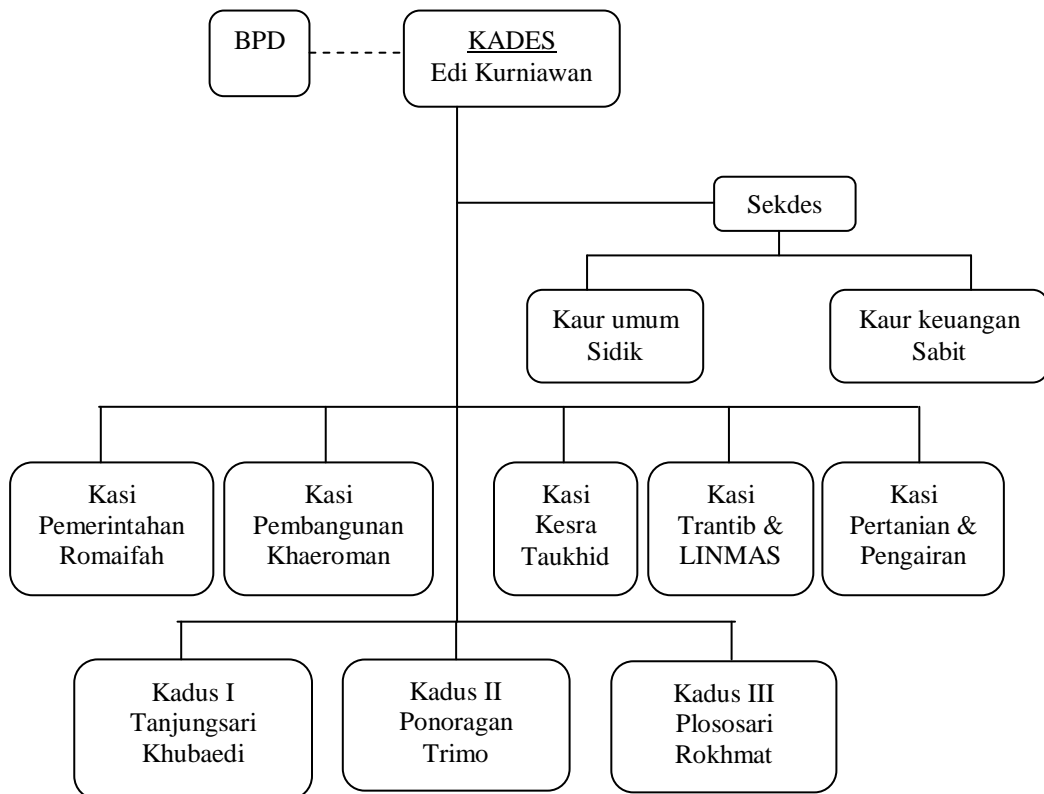 BPD
KADES
Edi Kurniawan
Sekdes
Kaur umum
Sidik
Kaur keuangan
Sabit
Kasi
Pemerintahan
Romaifah
Kasi
Pembangunan
Khaeroman
Kasi
Kesra
Taukhid
Kasi
Trantib &
LINMAS
Kasi
Pertanian &
Pengairan
Kadus I
Tanjungsari
Khubaedi
Kadus II
Ponoragan
Trimo
Kadus III
Plososari
Rokhmat